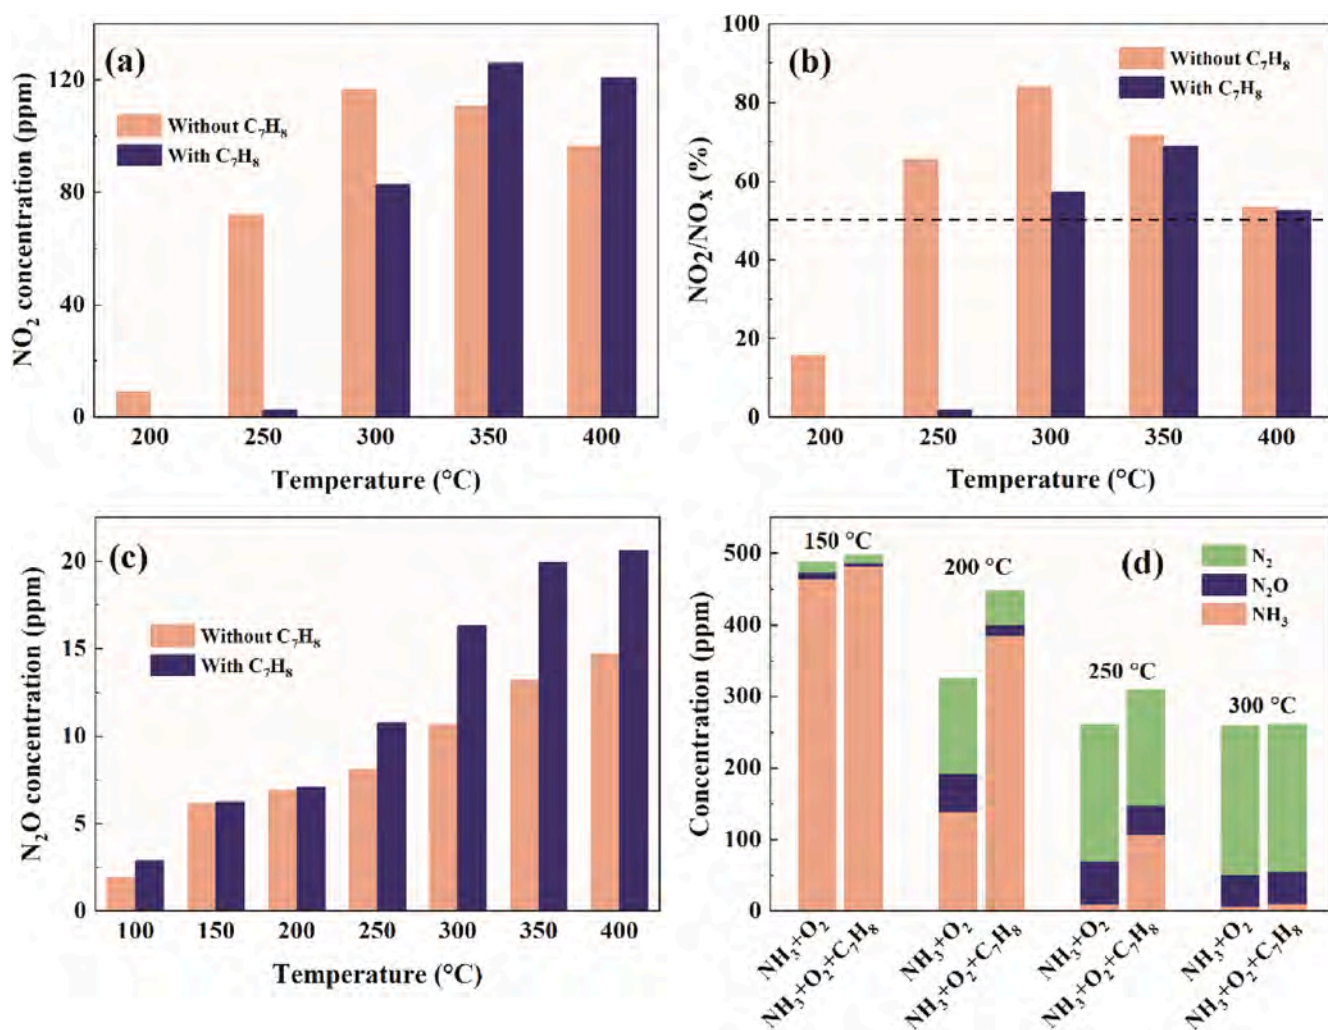 (a)
Without C₇H₈
With C₇H₈
NO₂ concentration (ppm)
120
80
40
0
200 250 300 350 400
Temperature (°C)
(b)
Without C₇H₈
With C₇H₈
NO2/NOx (%)
100
80
60
40
20
0
200 250 300 350 400
Temperature (°C)
(c)
Without C₇H₈
With C₇H₈
N₂O concentration (ppm)
20
15
10
5
0
100 150 200 250 300 350 400
Temperature (°C)
(d)
N₂
N₂O
NH₃
150 °C
200 °C
250 °C
300 °C
Concentration (ppm)
500
400
300
200
100
0
NH₃+O₂
NH₃+O₂+C₇H₈
NH₃+O₂
NH₃+O₂+C₇H₈
NH₃+O₂
NH₃+O₂+C₇H₈
NH₃+O₂
NH₃+O₂+C₇H₈